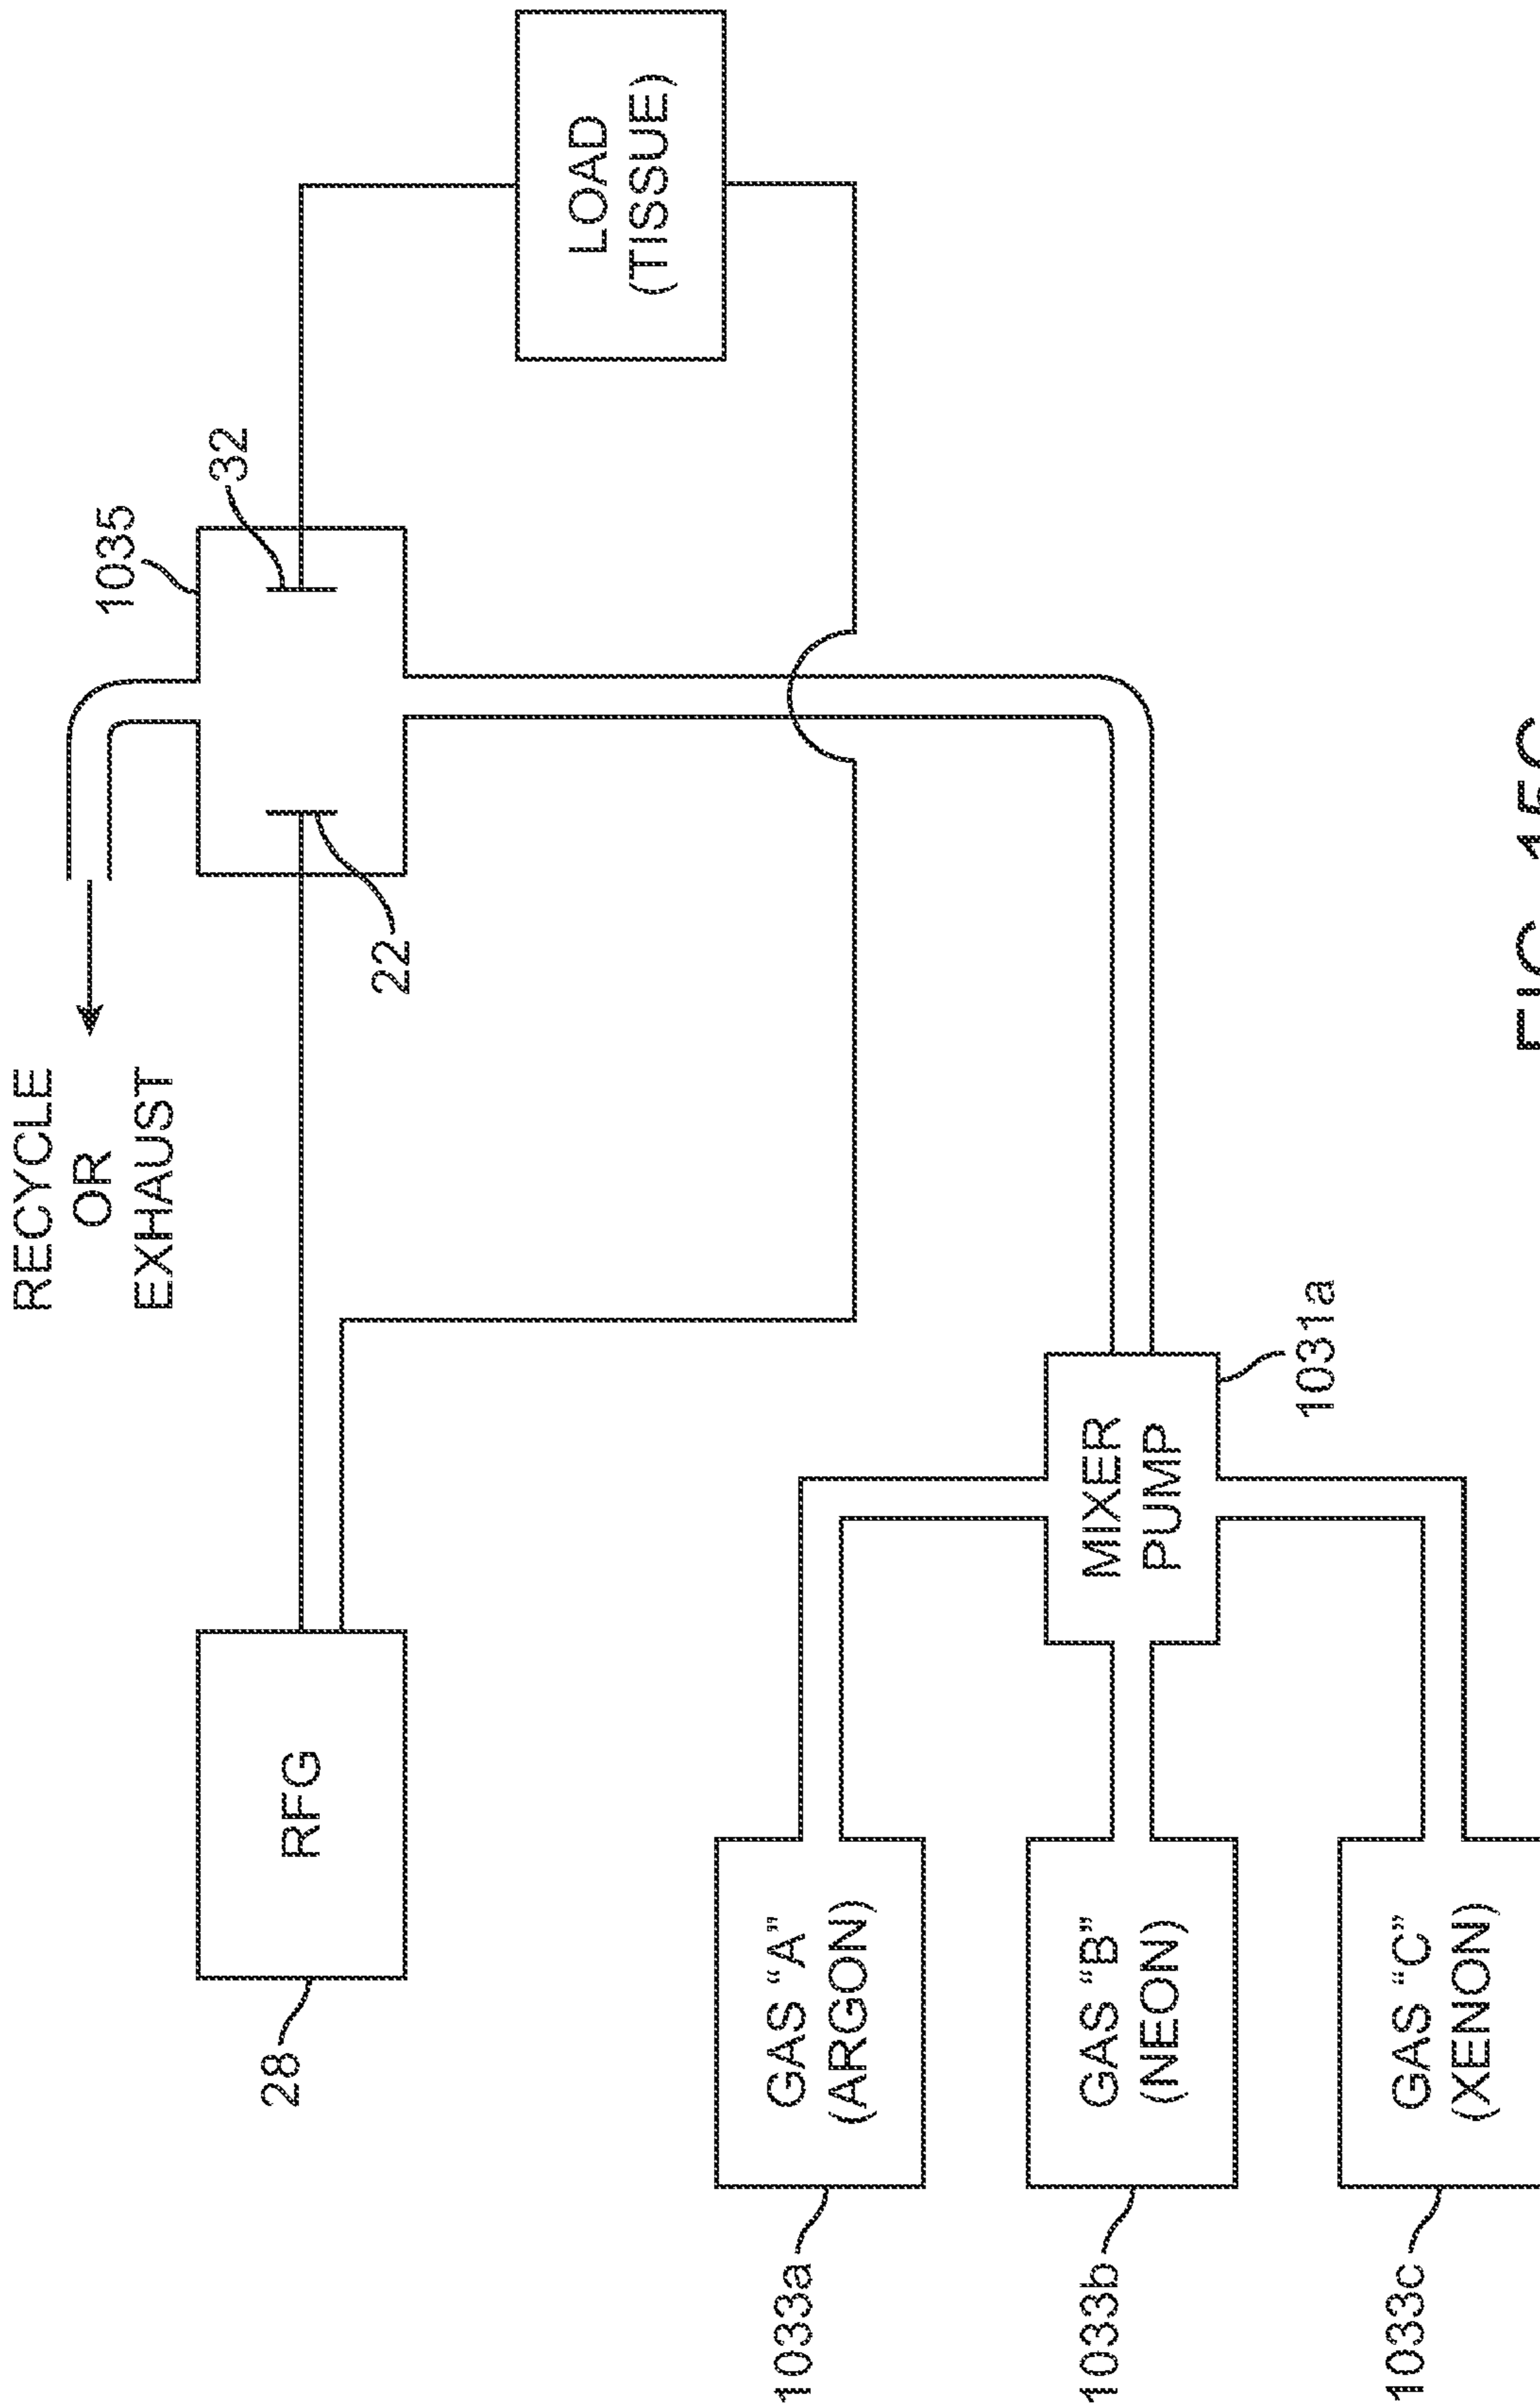 RECYCLE
OR
EXHAUST
1035
32
28
RFG
22
LOAD
(TISSUE)
1033a
GAS “A”
(ARGON)
1033b
GAS “B”
(NEON)
MIXER
PUMP
1031a
1033c
GAS “C”
(XENON)